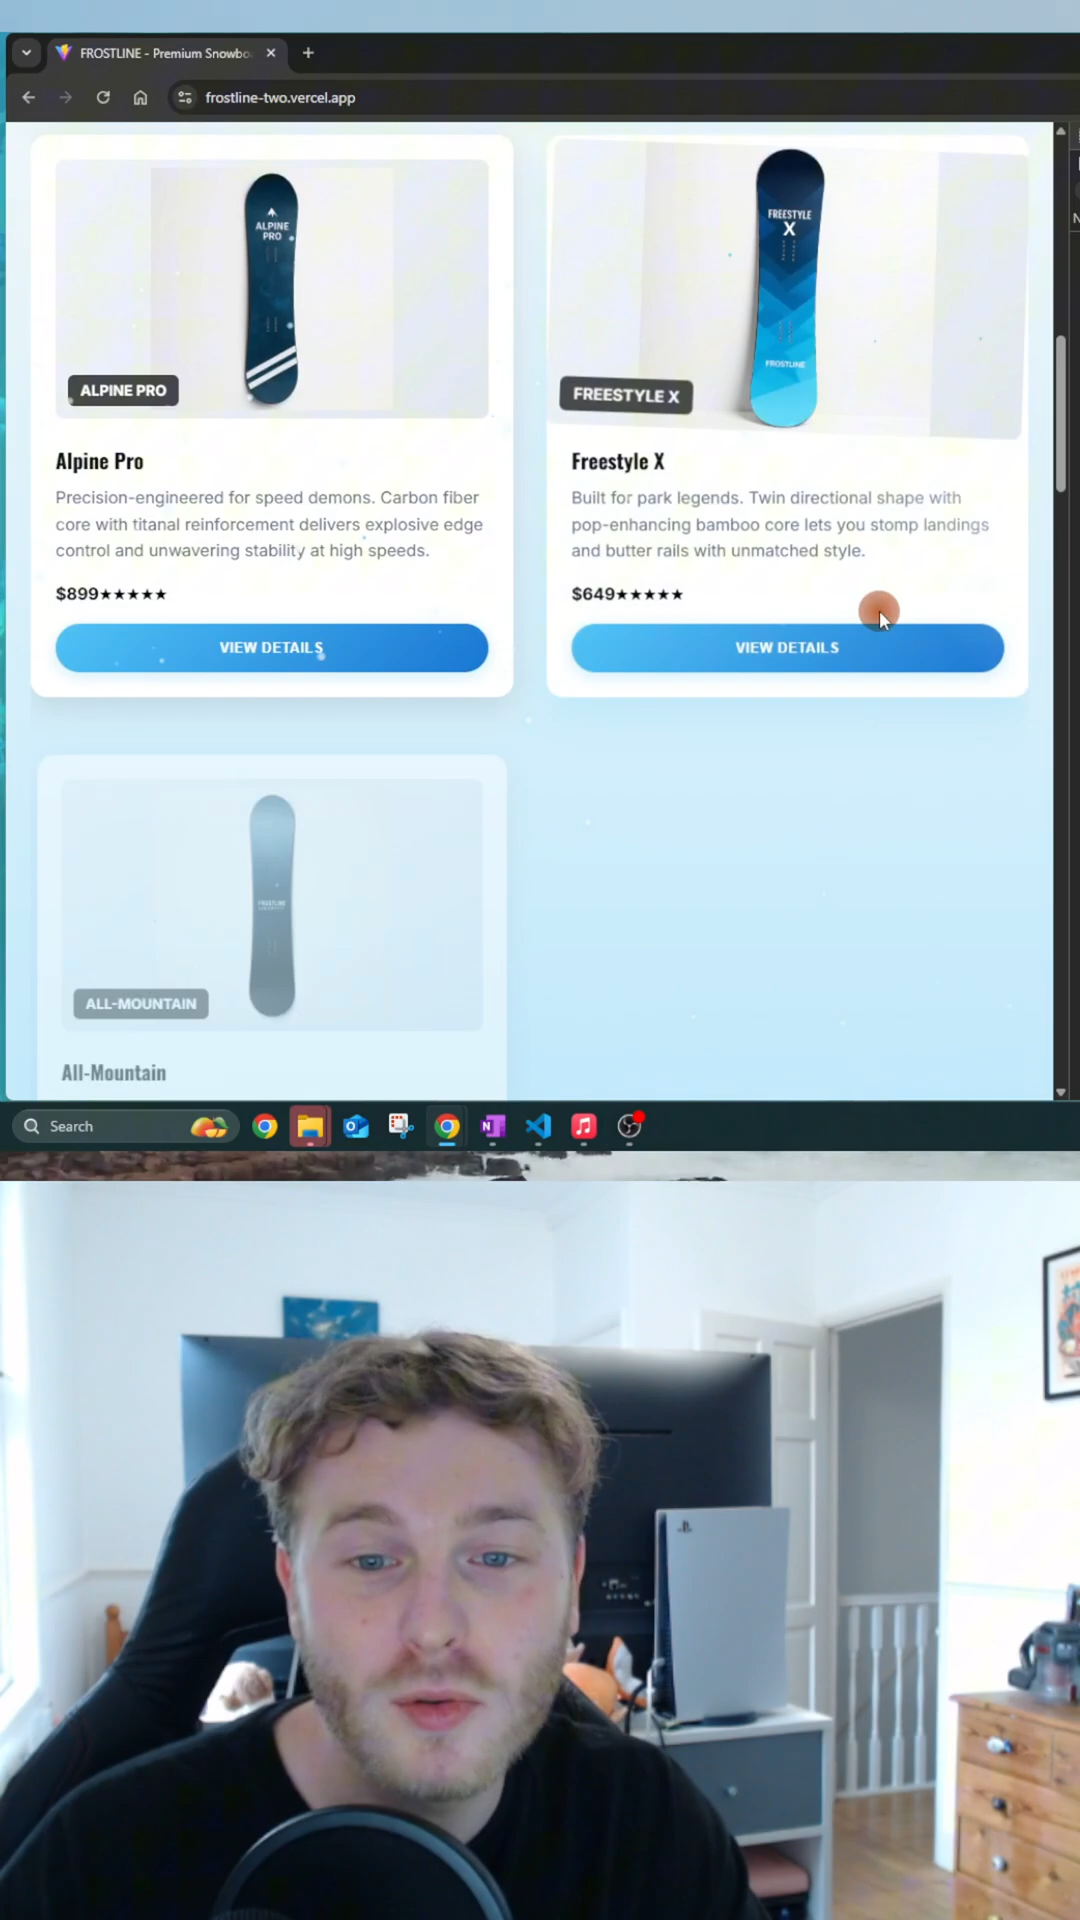 FROSTLINE - Premium Snowbo
frostline-two.vercel.app
ALPINE
PRO
ALPINE PRO
Alpine Pro
Precision-engineered for speed demons. Carbon fiber
core with titanal reinforcement delivers explosive edge
control and unwavering stability at high speeds.
$899★★★★★
VIEW DETAILS
FREESTYLE
X
FROSTLINE
FREESTYLE X
Freestyle X
Built for park legends. Twin directional shape with
pop-enhancing bamboo core lets you stomp landings
and butter rails with unmatched style.
$649★★★★★
VIEW DETAILS
FROSTLINE
ALL-MOUNTAIN
All-Mountain
Search